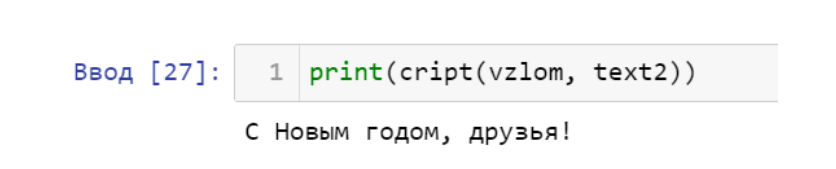 Ввод [27]: 1 print(cript(vzlom, text2))
С Новым годом, друзья!